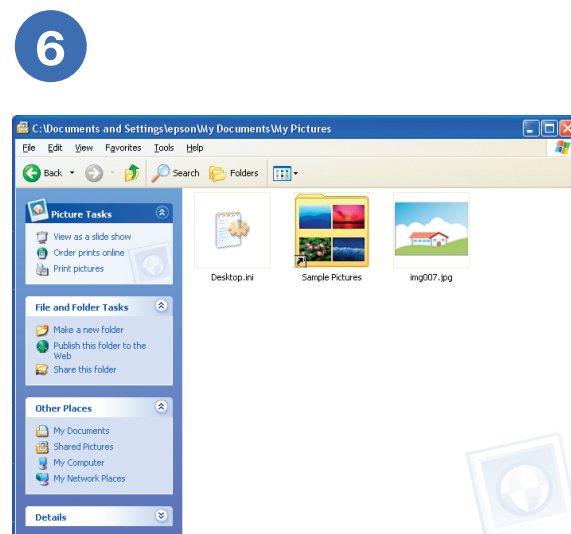 6
C:\Documents and Settings\epson\My Documents\My Pictures
File Edit View Favorites Tools Help
Back Search Folders
Picture Tasks
View as a slide show
Order prints online
Print pictures
Desktop.ini Sample Pictures img007.jpg
File and Folder Tasks
Make a new folder
Publish this folder to the
Web
Share this folder
Other Places
My Documents
Shared Pictures
My Computer
My Network Places
Details